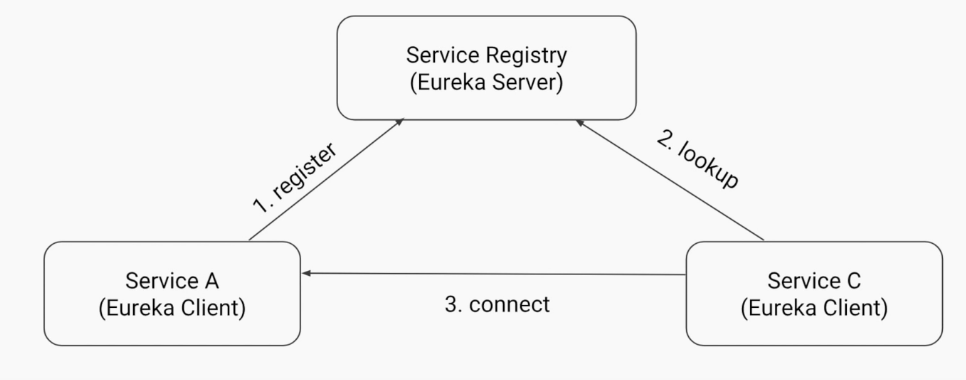 Service Registry
(Eureka Server)
1. register
2. lookup
Service A
(Eureka Client)
3. connect
Service C
(Eureka Client)